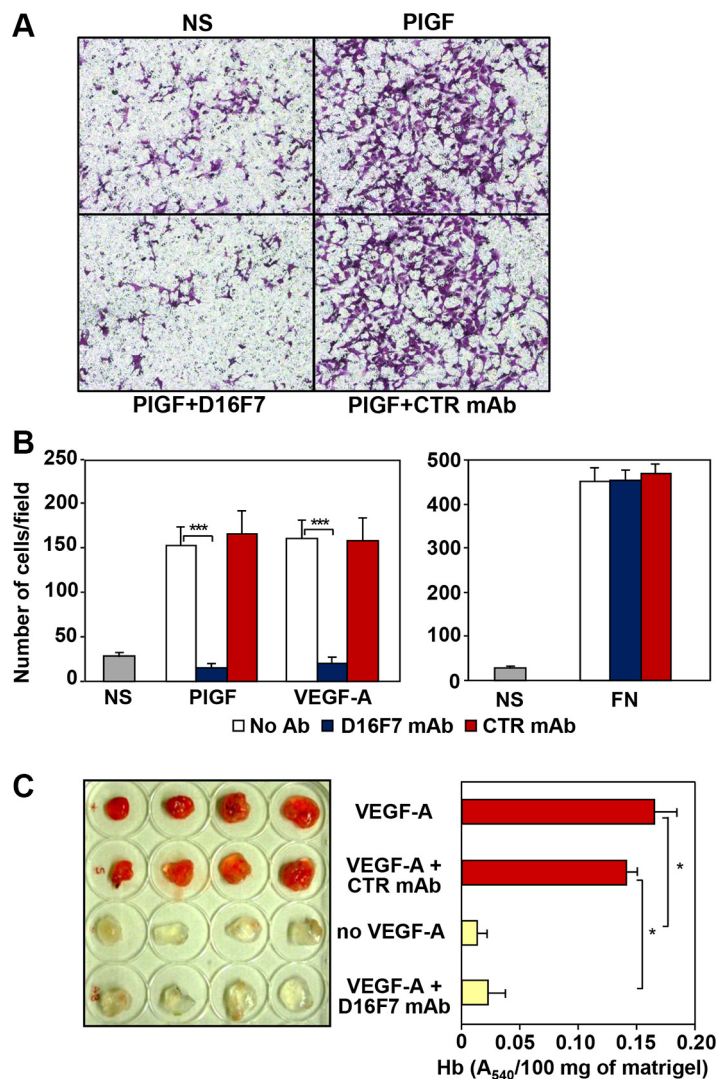 A
NS
PlGF
PlGF+D16F7
PlGF+CTR mAb
B
Number of cells/field
250
200
150
100
50
0
***
***
NS
PlGF
VEGF-A
500
400
300
200
100
0
NS
FN
No Ab D16F7 mAb CTR mAb
C
VEGF-A
VEGF-A +
CTR mAb
no VEGF-A
VEGF-A +
D16F7 mAb
*
*
0 0.05 0.10 0.15 0.20
Hb (A540/100 mg of matrigel)